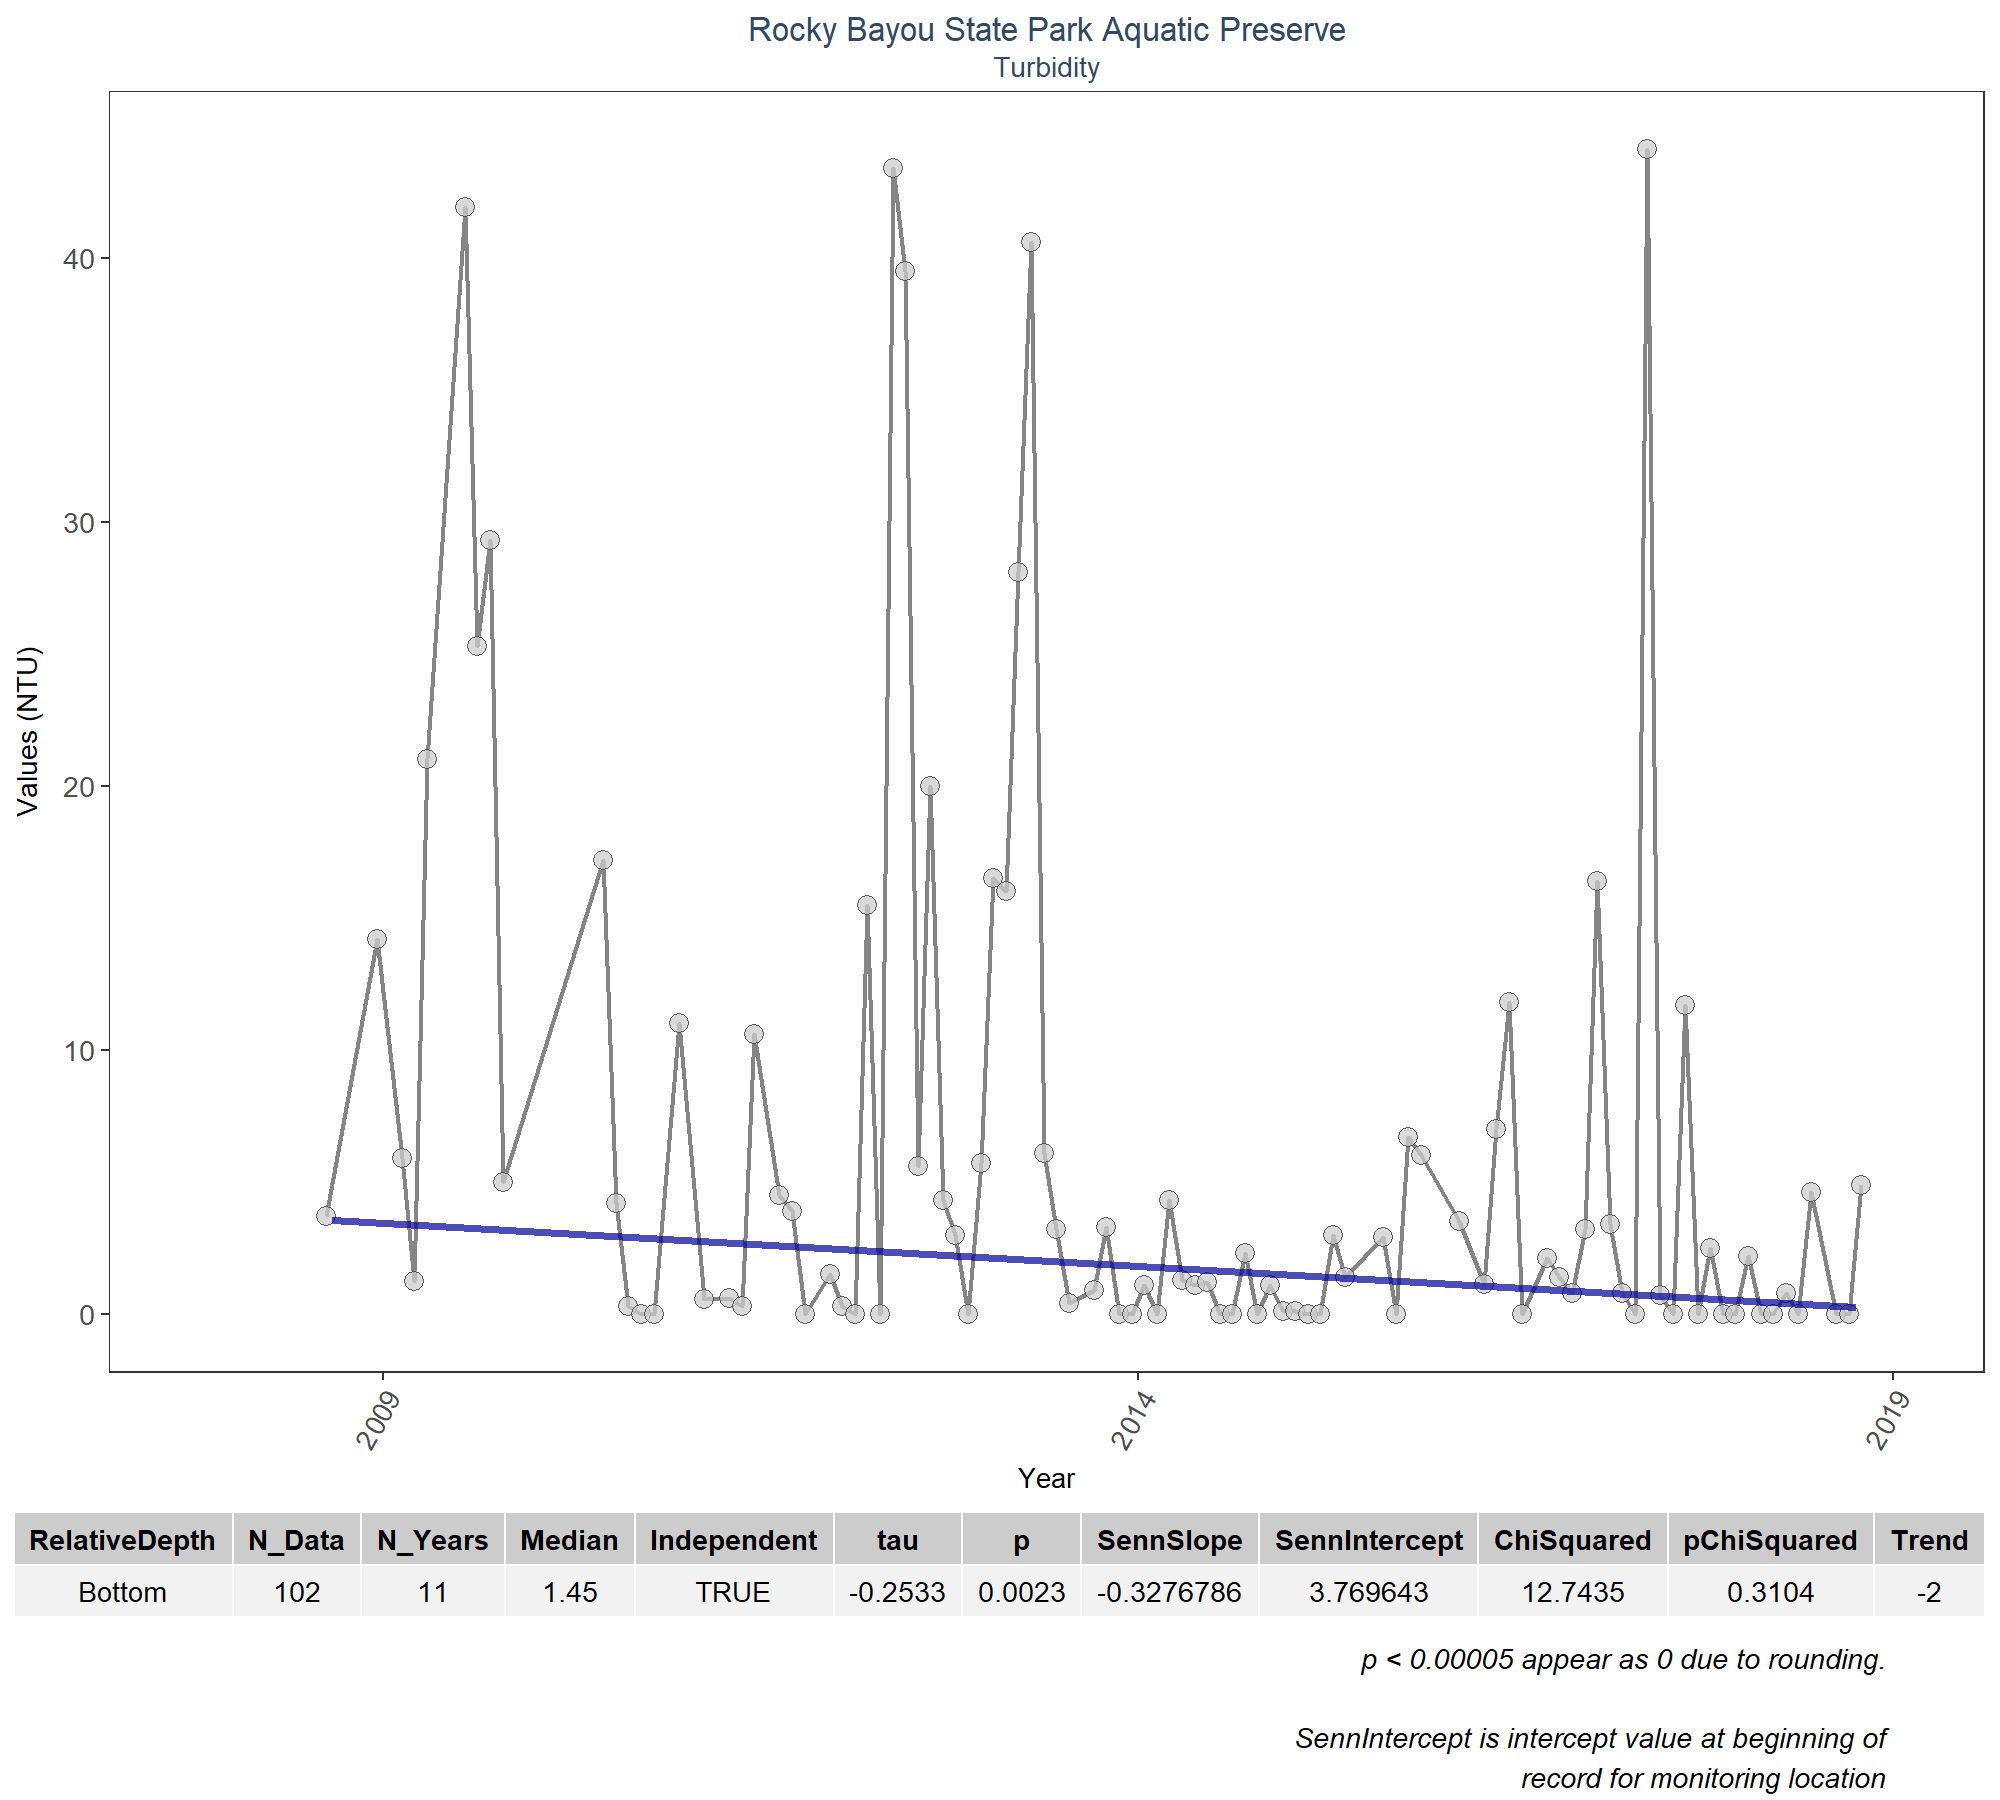 Rocky Bayou State Park Aquatic Preserve
Turbidity
Values (NTU)
40
30
20
10
0
2009 2014 2019
Year
RelativeDepth N_Data N_Years Median Independent tau p SennSlope SennIntercept ChiSquared pChiSquared Trend
Bottom 102 11 1.45 TRUE -0.2533 0.0023 -0.3276786 3.769643 12.7435 0.3104 -2
p < 0.00005 appear as 0 due to rounding.
SennIntercept is intercept value at beginning of
record for monitoring location